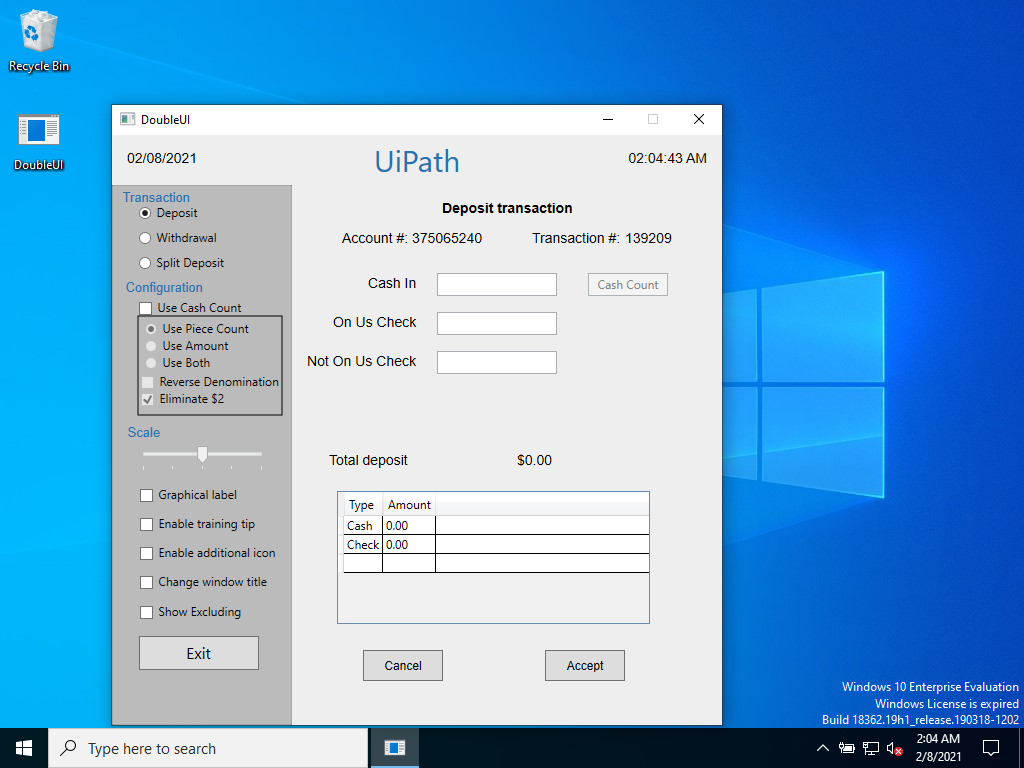 Recycle Bin
DoubleUI
DoubleUI
02/08/2021
UiPath
02:04:43 AM
Transaction
Deposit
Withdrawal
Split Deposit
Configuration
Use Cash Count
Use Piece Count
Use Amount
Use Both
Reverse Denomination
Eliminate $2
Scale
Graphical label
Enable training tip
Enable additional icon
Change window title
Show Excluding
Exit
Deposit transaction
Account #: 375065240 Transaction #: 139209
Cash In Cash Count
On Us Check
Not On Us Check
Total deposit $0.00
Type Amount
Cash 0.00
Check 0.00
Cancel Accept
Windows 10 Enterprise Evaluation
Windows License is expired
Build 18362.19h1_release.190318-1202
Type here to search
2:04 AM
2/8/2021